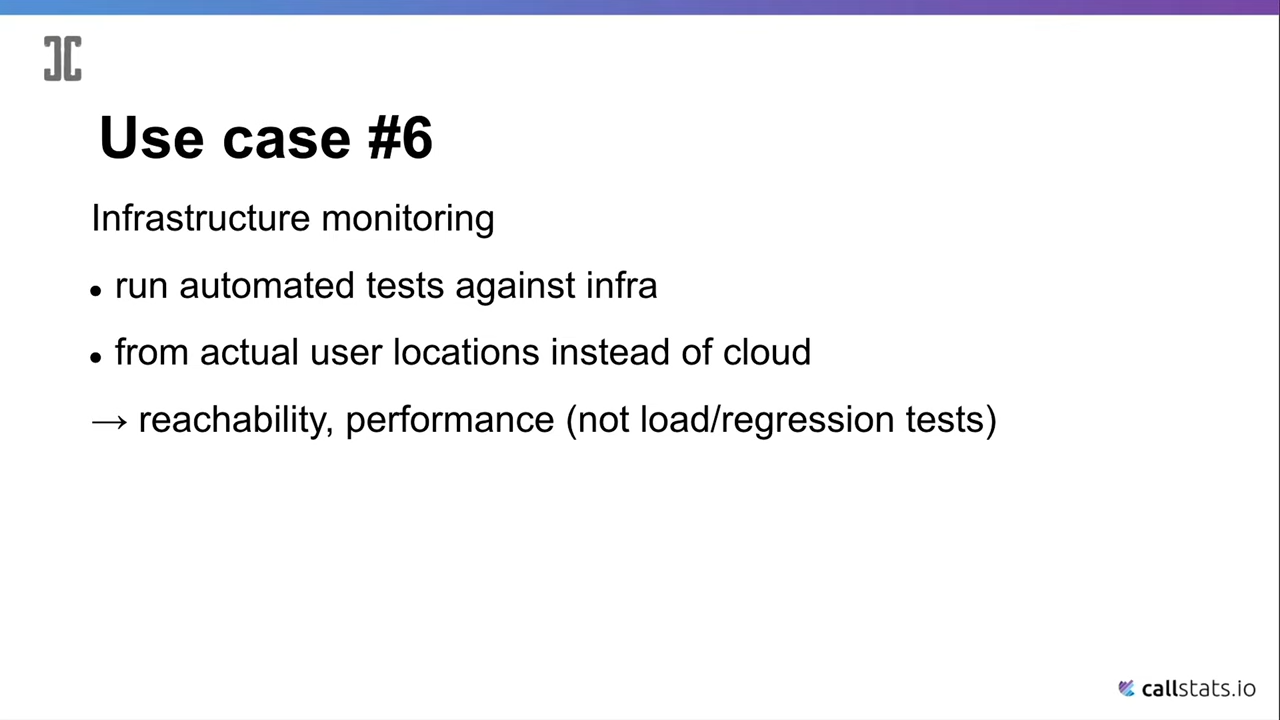 Use case #6
Infrastructure monitoring
• run automated tests against infra
• from actual user locations instead of cloud
→ reachability, performance (not load/regression tests)
callstats.io